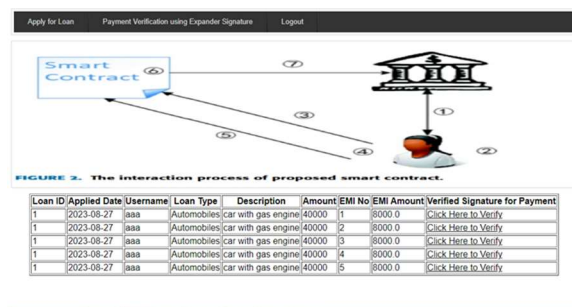 Apply for Loan Payment Verification using Expander Signature Logout
Smart
Contract
⑥
⑦
①
③
②
⑤
④
FIGURE 2. The interaction process of proposed smart contract.
Loan ID Applied Date Username Loan Type Description Amount EMI No EMI Amount Verified Signature for Payment
1 2023-08-27 aaa Automobiles car with gas engine 40000 1 8000.0 Click Here to Verify
1 2023-08-27 aaa Automobiles car with gas engine 40000 2 8000.0 Click Here to Verify
1 2023-08-27 aaa Automobiles car with gas engine 40000 3 8000.0 Click Here to Verify
1 2023-08-27 aaa Automobiles car with gas engine 40000 4 8000.0 Click Here to Verify
1 2023-08-27 aaa Automobiles car with gas engine 40000 5 8000.0 Click Here to Verify